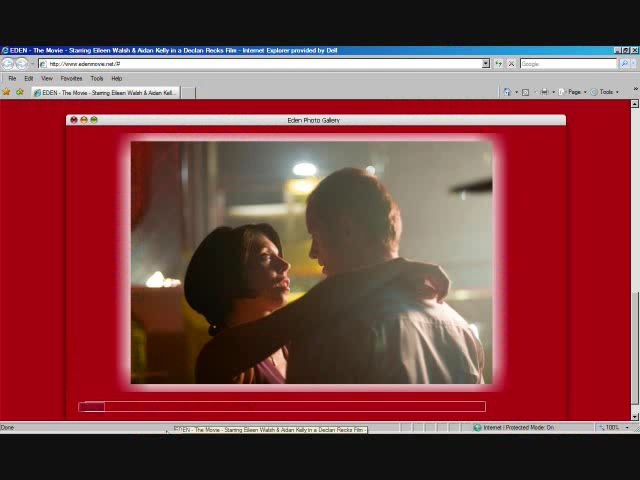 EDEN - The Movie - Starring Eileen Walsh & Aidan Kelly in a Declan Recks Film - Internet Explorer provided by Dell
http://www.edenmovie.net/#
Google
File Edit View Favorites Tools Help
EDEN - The Movie - Starring Eileen Walsh & Aidan Kell...
Page Tools
Eden Photo Gallery
Done
EDEN - The Movie - Starring Eileen Walsh & Aidan Kelly in a Declan Recks Film -
Internet | Protected Mode: On
100%